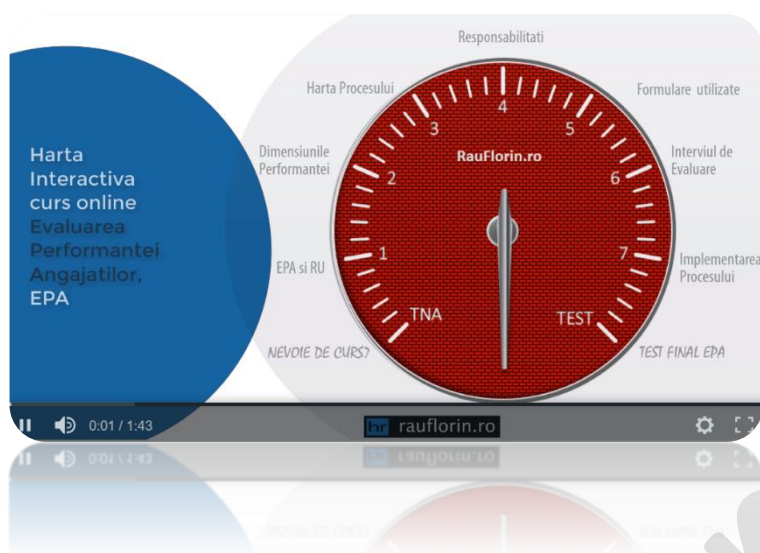 Harta
Interactiva
curs online
Evaluarea
Performantei
Angajatilor,
EPA
Responsabilitati
Harta Procesului
Formulare utilizate
Dimensiunile
Performantei
Interviul de
Evaluare
EPA si RU
Implementarea
Procesului
NEVOIE DE CURS?
TEST FINAL EPA
RauFlorin.ro
TNA
1
2
3
4
5
6
7
TEST
0:01 / 1:43
hr rauflorin.ro